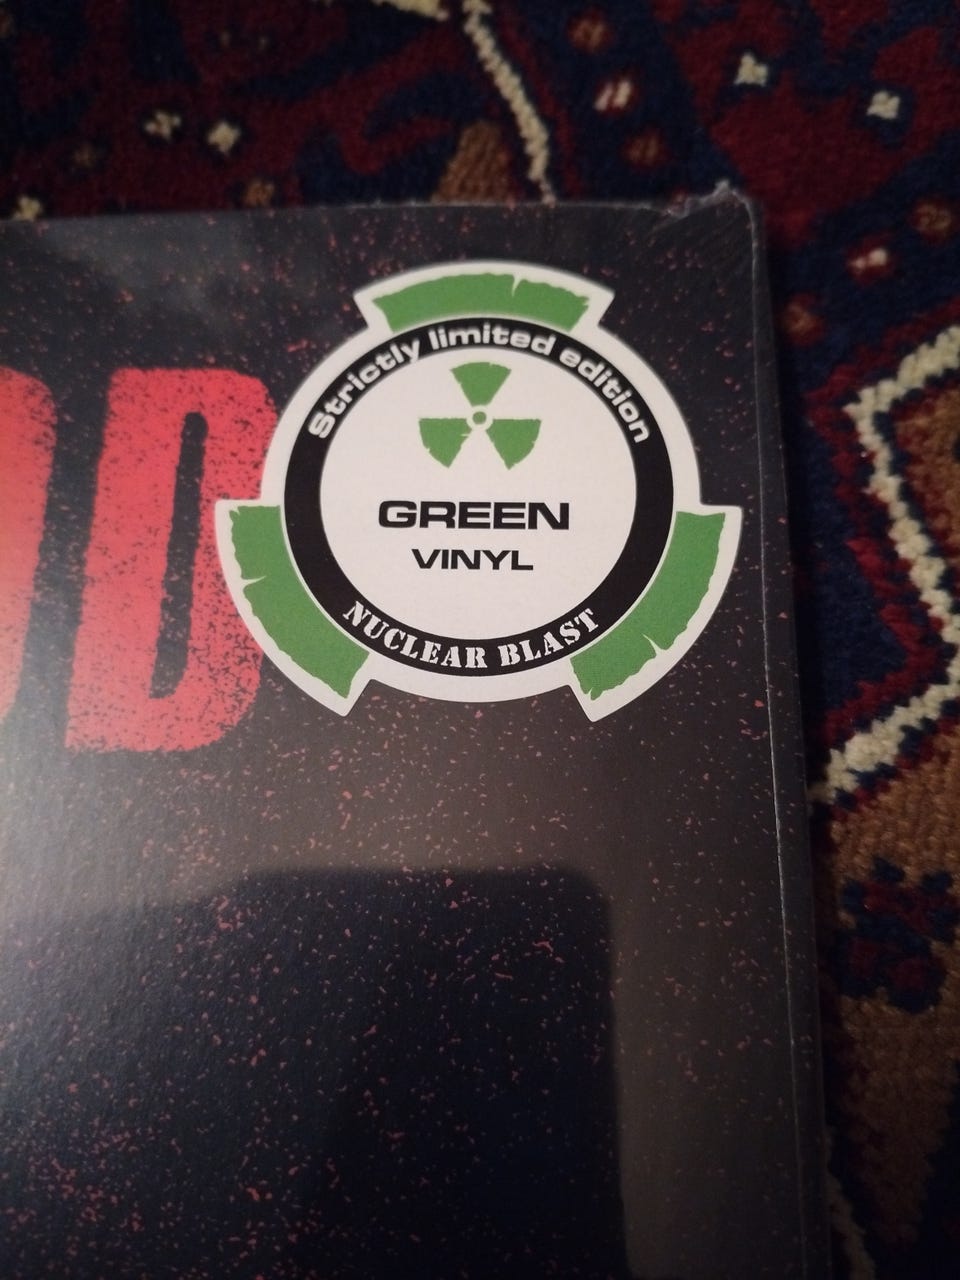 Strictly limited edition
GREEN
VINYL
NUCLEAR BLAST
D